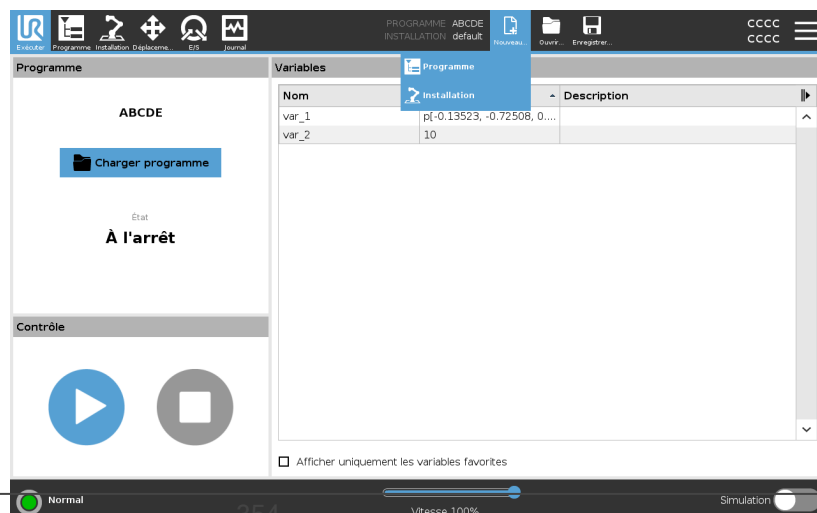 UR
PROGRAMME ABCDE
INSTALLATION default
CCCC
CCCC
Exécuter Programme Installation Déplaceme... E/S Journal Nouveau... Ouvrir... Enregistrer...
Programme
Variables
Programme
Installation
ABCDE
Charger programme
État
À l'arrêt
Nom Description
var_1 p[-0.13523, -0.72508, 0....
var_2 10
Contrôle
Afficher uniquement les variables favorites
Normal
Vitesse 100%
Simulation